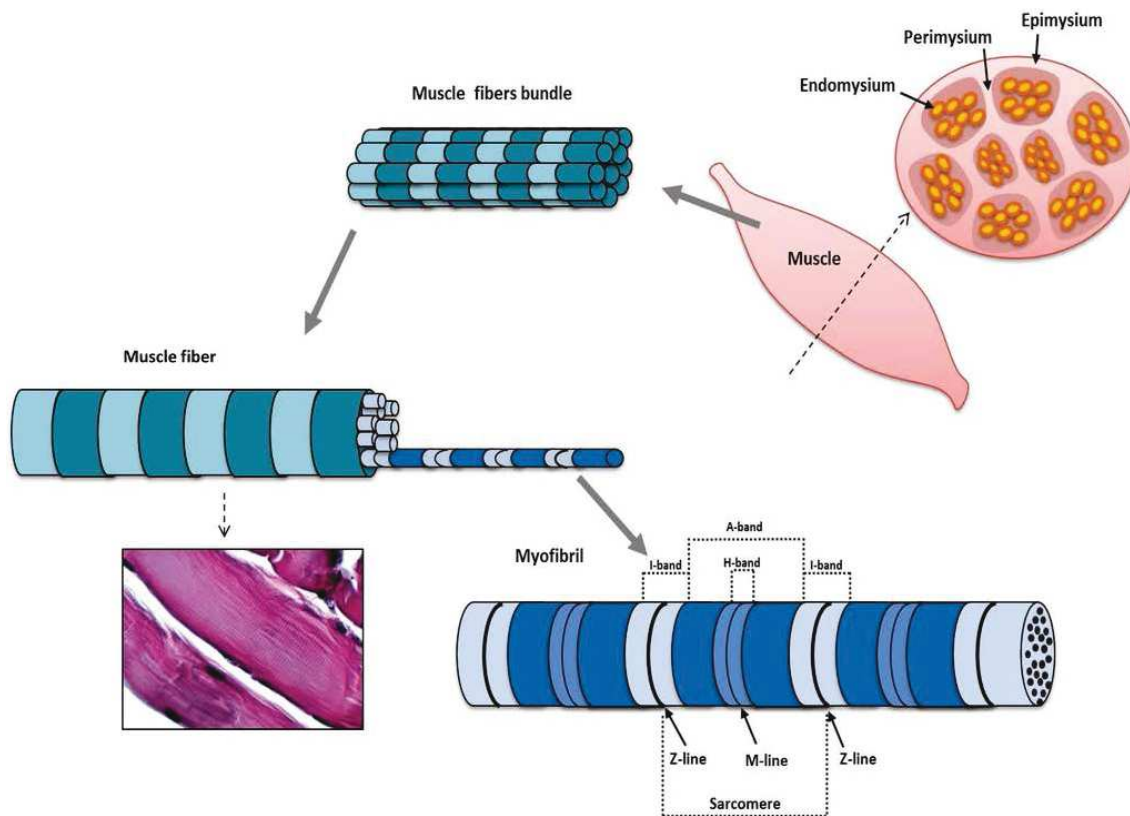 Epimysium
Perimysium
Endomysium
Muscle fibers bundle
Muscle
Muscle fiber
Myofibril
A-band
I-band
H-band
I-band
Z-line
M-line
Z-line
Sarcomere